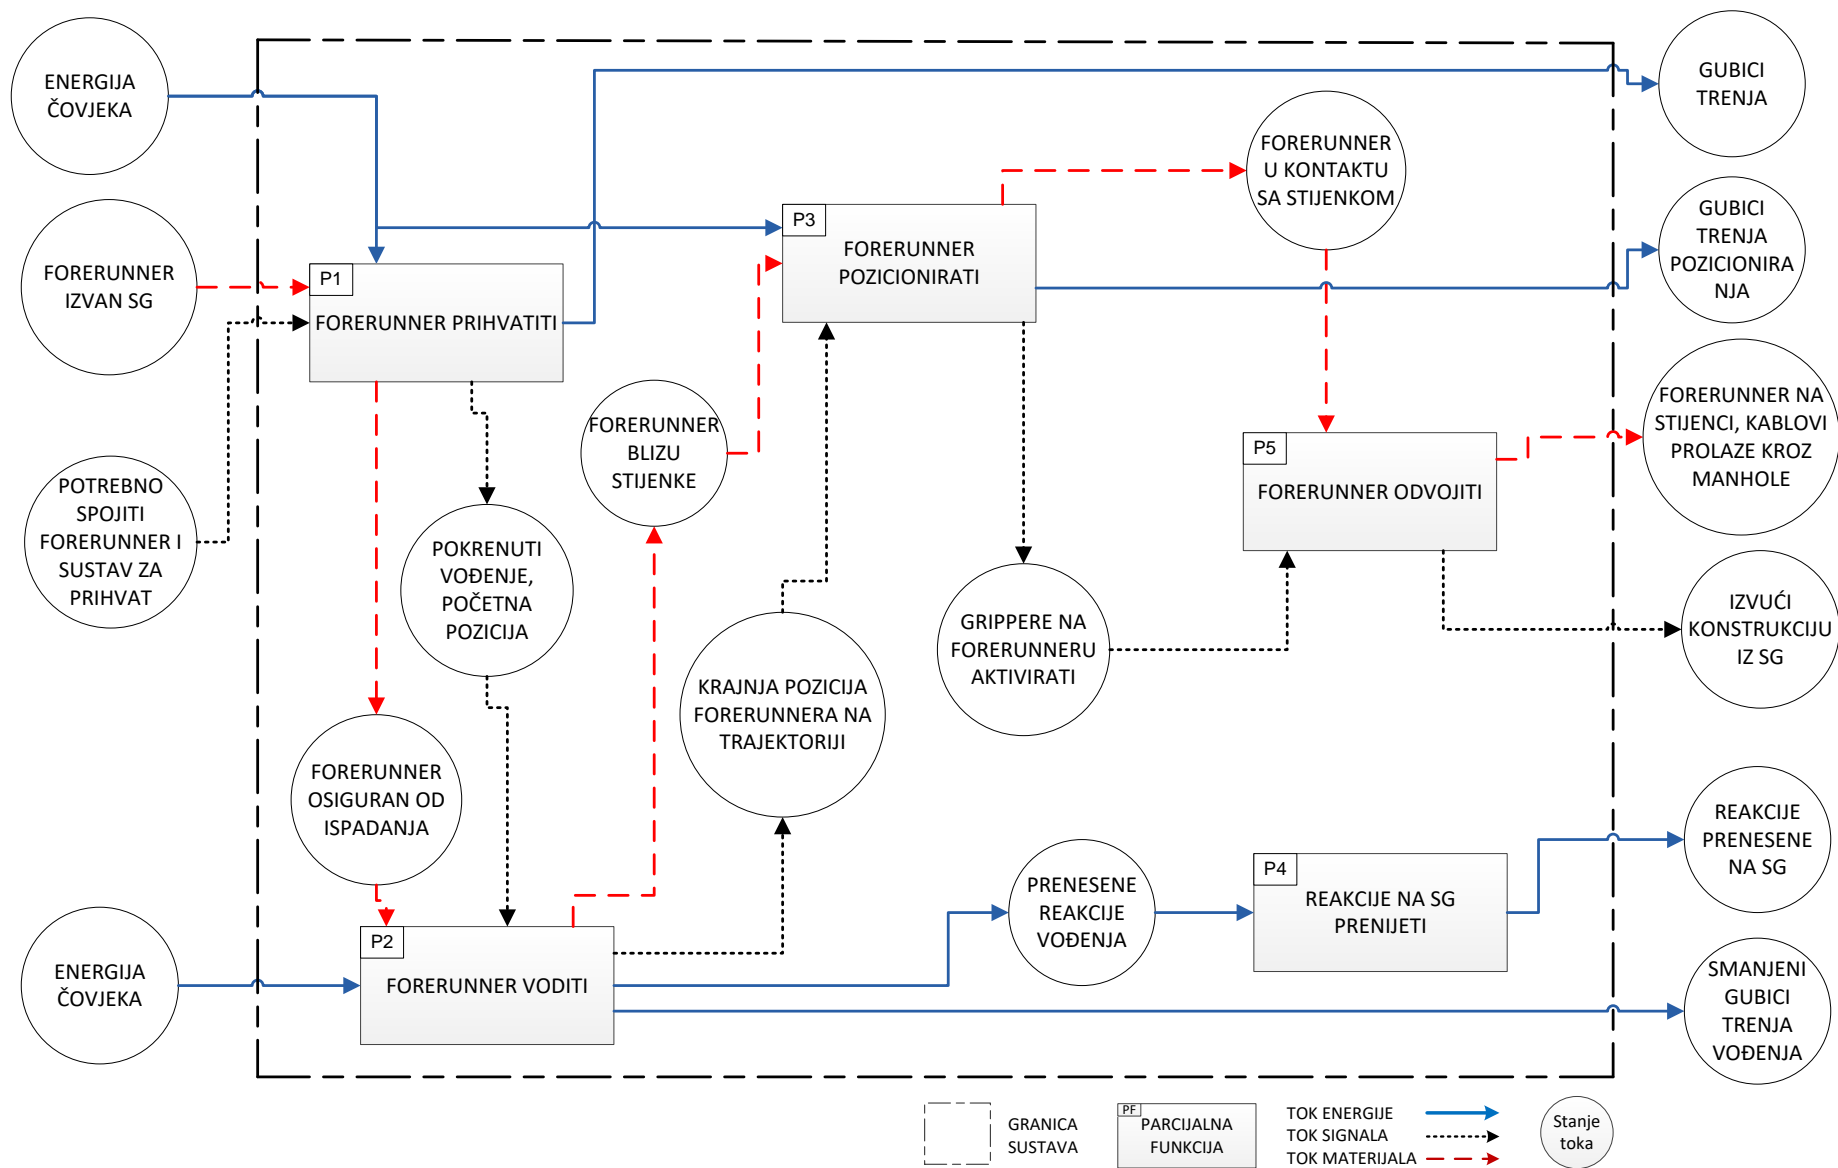 ENERGIJA
ČOVJEKA
GUBICI
TRENJA
FORERUNNER
U KONTAKTU
SA STIJENKOM
P3
FORERUNNER
POZICIONIRATI
GUBICI
TRENJA
POZICIONIRA
NJA
FORERUNNER
IZVAN SG
P1
FORERUNNER PRIHVATITI
FORERUNNER
BLIZU
STIJENKE
FORERUNNER NA
STIJENCI, KABLOVI
PROLAZE KROZ
MANHOLE
P5
FORERUNNER ODVOJITI
POTREBNO
SPOJITI
FORERUNNER I
SUSTAV ZA
PRIHVAT
POKRENUTI
VOĐENJE,
POČETNA
POZICIJA
GRIPPERE NA
FORERUNNERU
AKTIVIRATI
IZVUĆI
KONSTRUKCIJU
IZ SG
KRAJNJA POZICIJA
FORERUNNERA NA
TRAJEKTORIJI
FORERUNNER
OSIGURAN OD
ISPADANJA
REAKCIJE
PRENESENE
NA SG
PRENESENE
REAKCIJE
VOĐENJA
P4
REAKCIJE NA SG
PRENIJETI
ENERGIJA
ČOVJEKA
P2
FORERUNNER VODITI
SMANJENI
GUBICI
TRENJA
VOĐENJA
GRANICA
SUSTAVA
PF
PARCIJALNA
FUNKCIJA
TOK ENERGIJE
TOK SIGNALA
TOK MATERIJALA
Stanje
toka